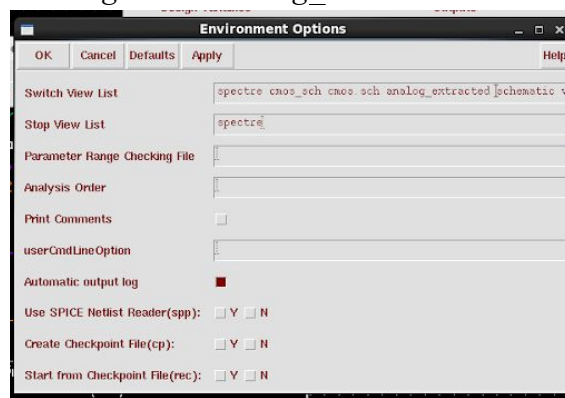 Environment Options
OK Cancel Defaults Apply Help
Switch View List spectre cmos_sch cmos.sch analog_extracted schematic v
Stop View List spectre
Parameter Range Checking File
Analysis Order
Print Comments
userCmdLineOption
Automatic output log
Use SPICE Netlist Reader(spp): Y N
Create Checkpoint File(cp): Y N
Start from Checkpoint File(rec): Y N